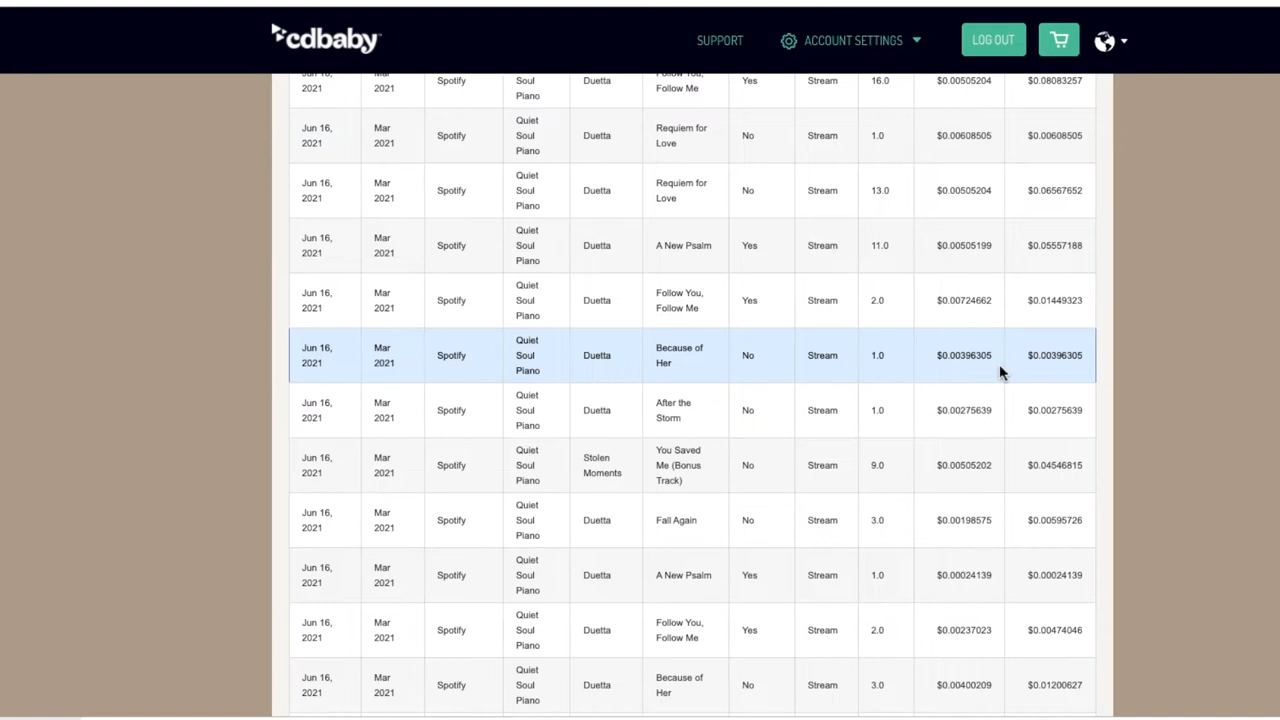 cdbaby
SUPPORT ACCOUNT SETTINGS LOG OUT
Jun 16, 2021 Mar 2021 Spotify Quiet Soul Piano Duetta Follow You, Follow Me Yes Stream 16.0 $0.00505204 $0.08083257
Jun 16, 2021 Mar 2021 Spotify Quiet Soul Piano Duetta Requiem for Love No Stream 1.0 $0.00608505 $0.00608505
Jun 16, 2021 Mar 2021 Spotify Quiet Soul Piano Duetta Requiem for Love No Stream 13.0 $0.00505204 $0.06567652
Jun 16, 2021 Mar 2021 Spotify Quiet Soul Piano Duetta A New Psalm Yes Stream 11.0 $0.00505199 $0.05557188
Jun 16, 2021 Mar 2021 Spotify Quiet Soul Piano Duetta Follow You, Follow Me Yes Stream 2.0 $0.00724662 $0.01449323
Jun 16, 2021 Mar 2021 Spotify Quiet Soul Piano Duetta Because of Her No Stream 1.0 $0.00396305 $0.00396305
Jun 16, 2021 Mar 2021 Spotify Quiet Soul Piano Duetta After the Storm No Stream 1.0 $0.00275639 $0.00275639
Jun 16, 2021 Mar 2021 Spotify Quiet Soul Piano Stolen Moments You Saved Me (Bonus Track) No Stream 9.0 $0.00505202 $0.04546815
Jun 16, 2021 Mar 2021 Spotify Quiet Soul Piano Duetta Fall Again No Stream 3.0 $0.00198575 $0.00595726
Jun 16, 2021 Mar 2021 Spotify Quiet Soul Piano Duetta A New Psalm Yes Stream 1.0 $0.00024139 $0.00024139
Jun 16, 2021 Mar 2021 Spotify Quiet Soul Piano Duetta Follow You, Follow Me Yes Stream 2.0 $0.00237023 $0.00474046
Jun 16, 2021 Mar 2021 Spotify Quiet Soul Piano Duetta Because of Her No Stream 3.0 $0.00400209 $0.01200627